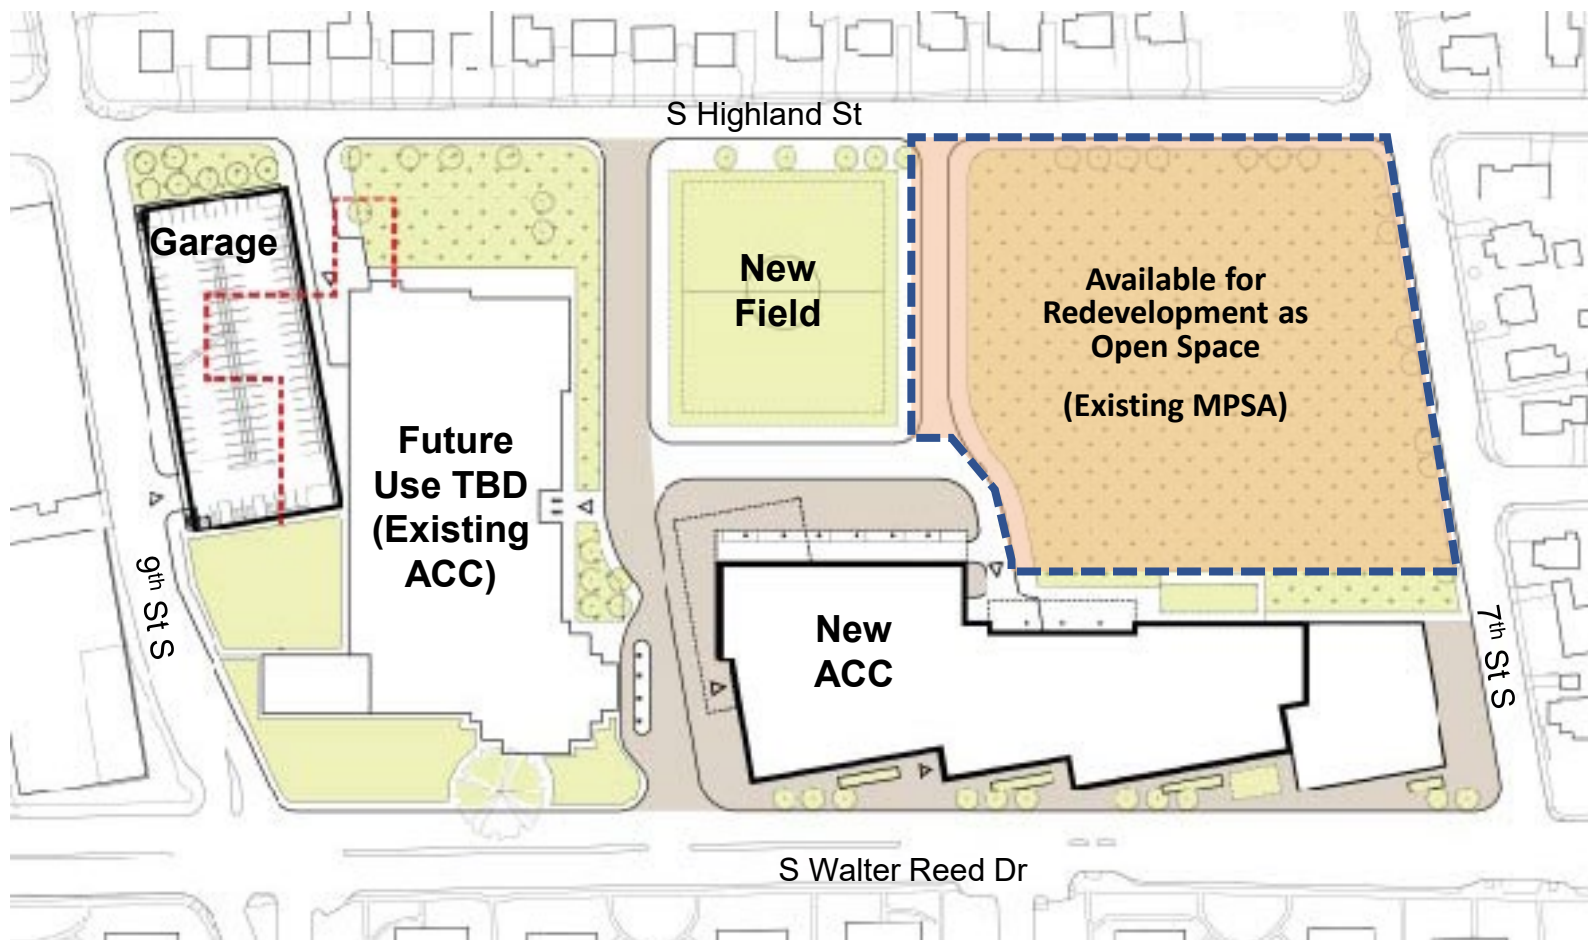 S Highland St
Garage
New
Field
Available for
Redevelopment as
Open Space
(Existing MPSA)
Future
Use TBD
(Existing
ACC)
9th St S
New
ACC
7th St S
S Walter Reed Dr